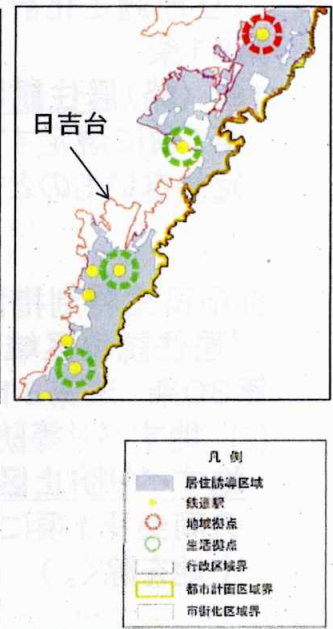 日吉台
凡例
居住誘導区域
鉄道駅
地域拠点
生活拠点
行政区域界
都市計画区域界
市街化区域界